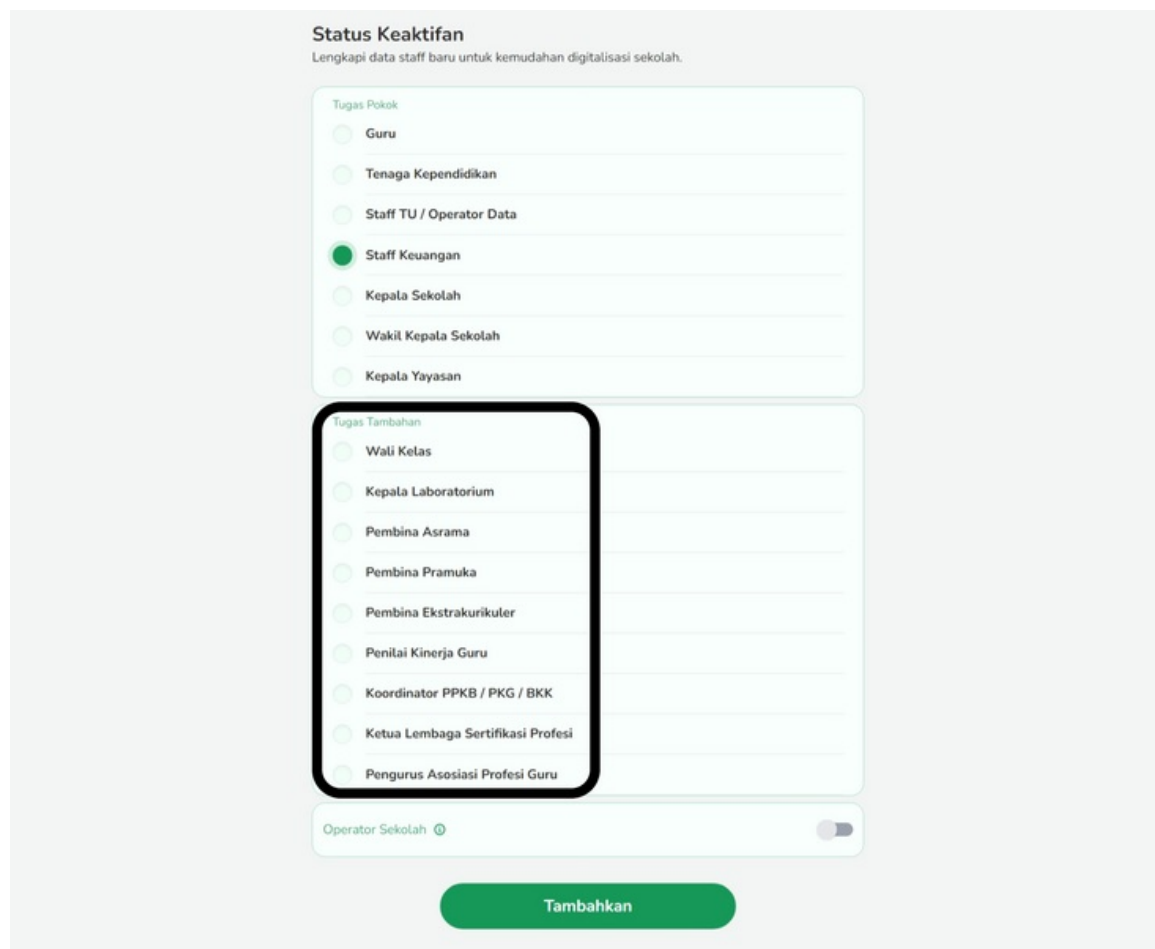 Status Keaktifan
Lengkapi data staff baru untuk kemudahan digitalisasi sekolah.
Tugas Pokok
Guru
Tenaga Kependidikan
Staff TU / Operator Data
Staff Keuangan
Kepala Sekolah
Wakil Kepala Sekolah
Kepala Yayasan
Tugas Tambahan
Wali Kelas
Kepala Laboratorium
Pembina Asrama
Pembina Pramuka
Pembina Ekstrakurikuler
Penilai Kinerja Guru
Koordinator PPKB / PKG / BKK
Ketua Lembaga Sertifikasi Profesi
Pengurus Asosiasi Profesi Guru
Operator Sekolah
Tambahkan